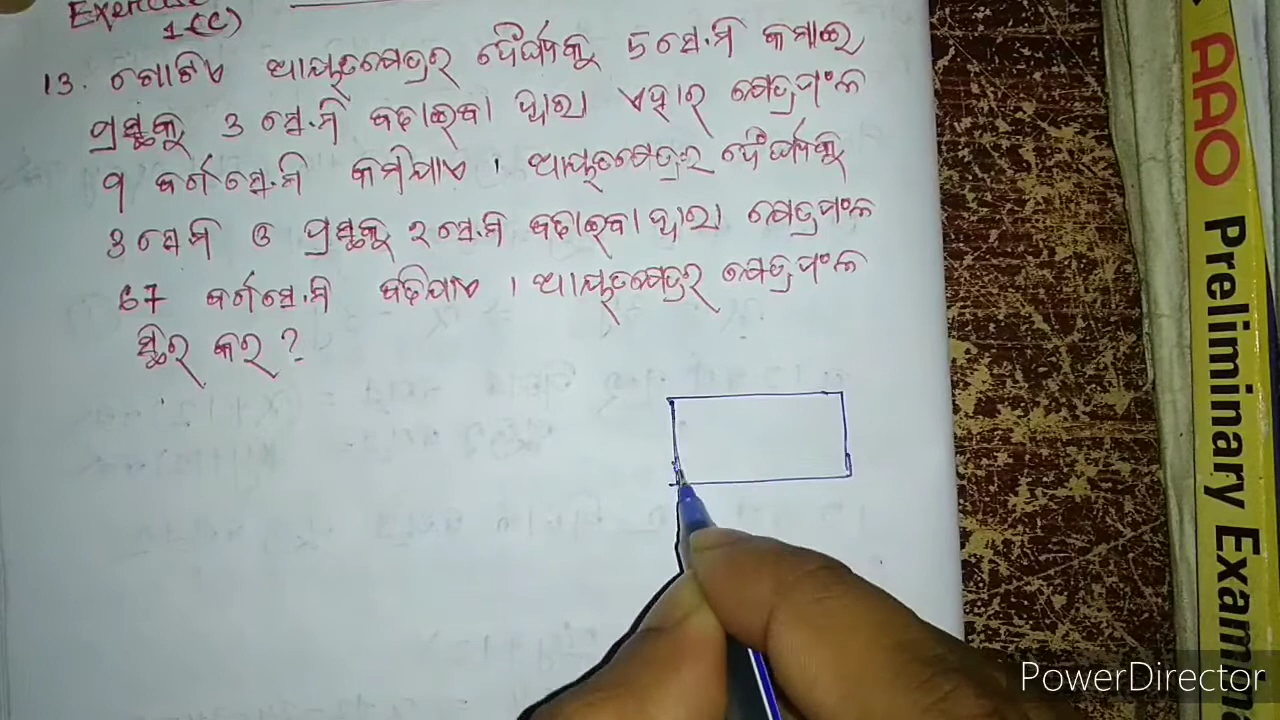 Exercise
1(C)
13. ଗୋଟିଏ ଆୟତକ୍ଷେତ୍ରର ଦୈର୍ଘ୍ୟକୁ 5 ସେ.ମି କମାଇ
ପ୍ରସ୍ଥକୁ 3 ସେ.ମି ବଢାଇବା ଦ୍ଵାରା ଏହାର କ୍ଷେତ୍ରଫଳ
9 ବର୍ଗସେ.ମି କମିଯାଏ । ଆୟତକ୍ଷେତ୍ରର ଦୈର୍ଘ୍ୟକୁ
3 ସେ.ମି ଓ ପ୍ରସ୍ଥକୁ 2 ସେ.ମି ବଢାଇବା ଦ୍ଵାରା କ୍ଷେତ୍ରଫଳ
67 ବର୍ଗସେ.ମି ବଢିଯାଏ । ଆୟତକ୍ଷେତ୍ରର କ୍ଷେତ୍ରଫଳ
ସ୍ଥିର କର ?
AAO Preliminary Examin
PowerDirector